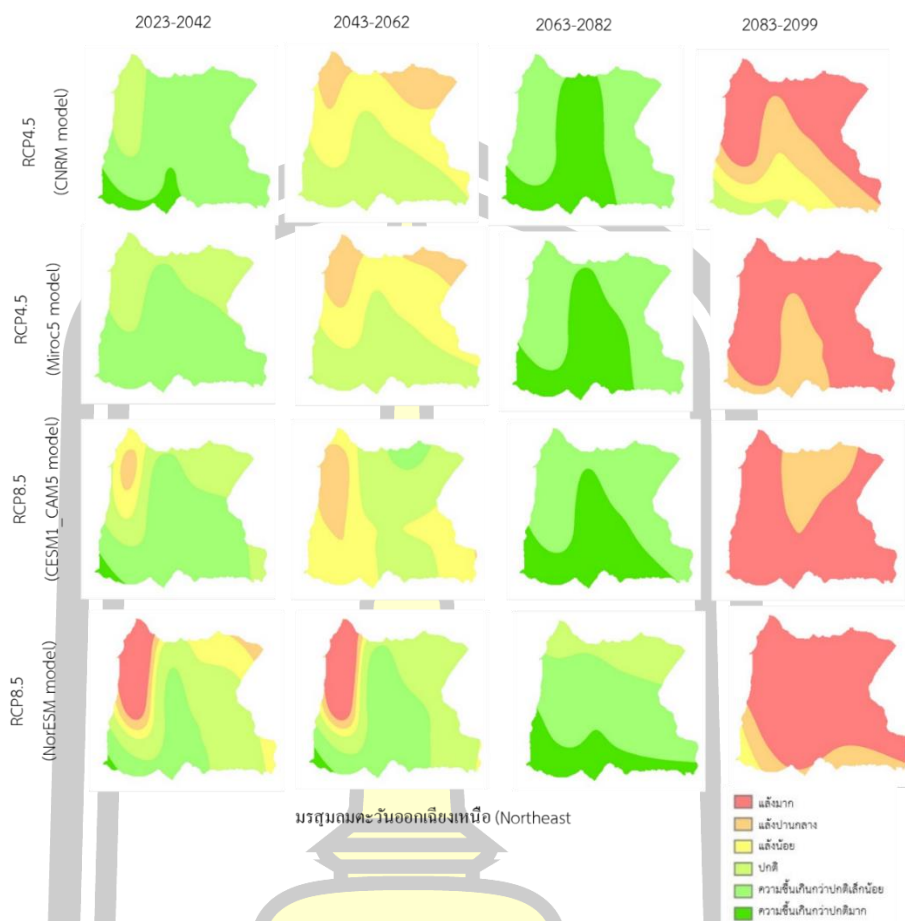 2023-2042 2043-2062 2063-2082 2083-2099
RCP4.5
(CNRM model)
RCP4.5
(Miroc5 model)
RCP8.5
(CESM1_CAM5 model)
RCP8.5
(NorESM model)
มรสุมลมตะวันออกเฉียงเหนือ (Northeast
แล้งมาก
แล้งปานกลาง
แล้งน้อย
ปกติ
ความชื้นเกินกว่าปกติเล็กน้อย
ความชื้นเกินกว่าปกติมาก